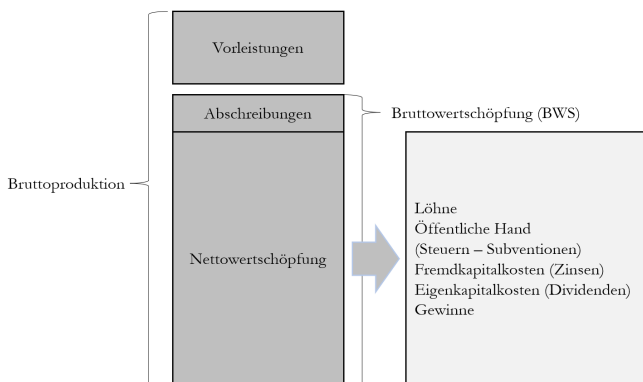 Vorleistungen
Abschreibungen
Bruttowertschöpfung (BWS)
Bruttoproduktion
Nettowertschöpfung
Löhne
Öffentliche Hand
(Steuern – Subventionen)
Fremdkapitalkosten (Zinsen)
Eigenkapitalkosten (Dividenden)
Gewinne